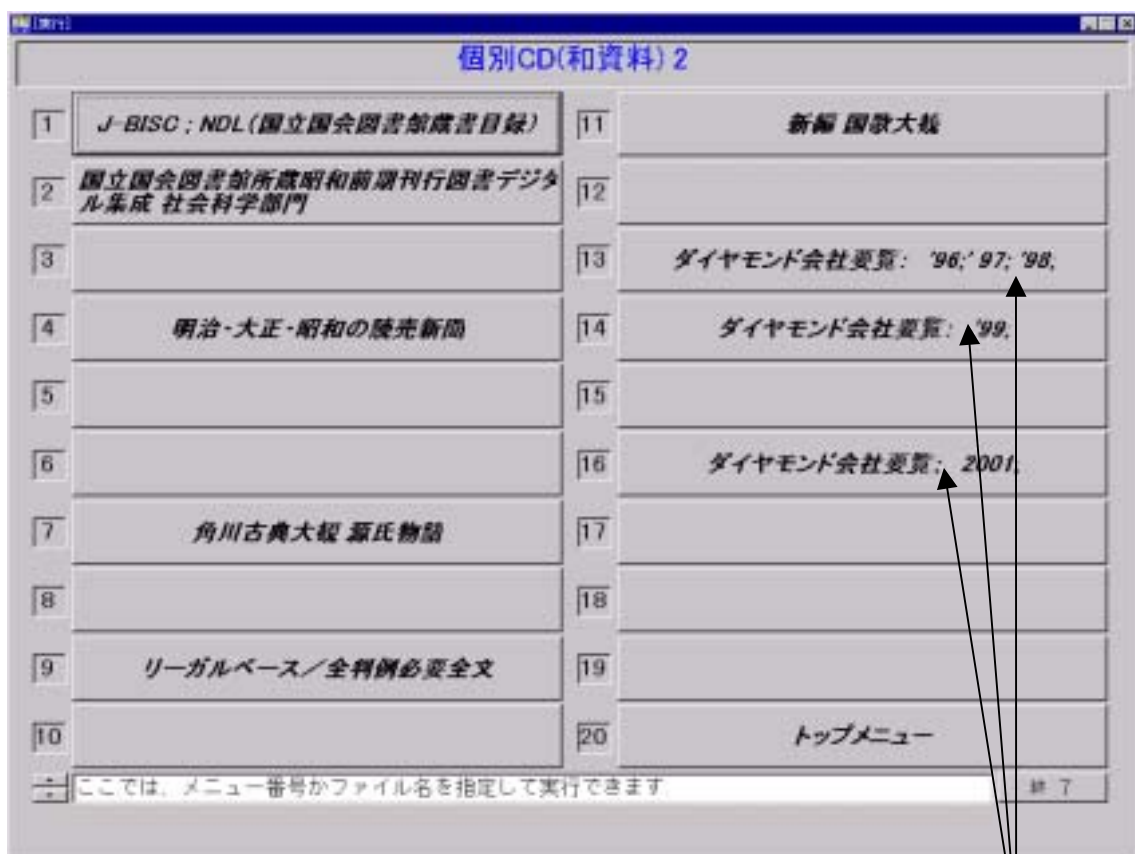 [実行]
個別CD(和資料) 2
1
J-BISC ; NDL(国立国会図書館蔵書目録)
2
国立国会図書館所蔵昭和前期刊行図書デジタ
ル集成 社会科学部門
3
4
明治・大正・昭和の読売新聞
5
6
7
角川古典大観 源氏物語
8
9
リーガルベース/全判例必要全文
10
11
新編 国歌大観
12
13
ダイヤモンド会社要覧: '96;' 97; '98,
14
ダイヤモンド会社要覧: '99,
15
16
ダイヤモンド会社要覧; 2001,
17
18
19
20
トップメニュー
ここでは、メニュー番号かファイル名を指定して実行できます
終了